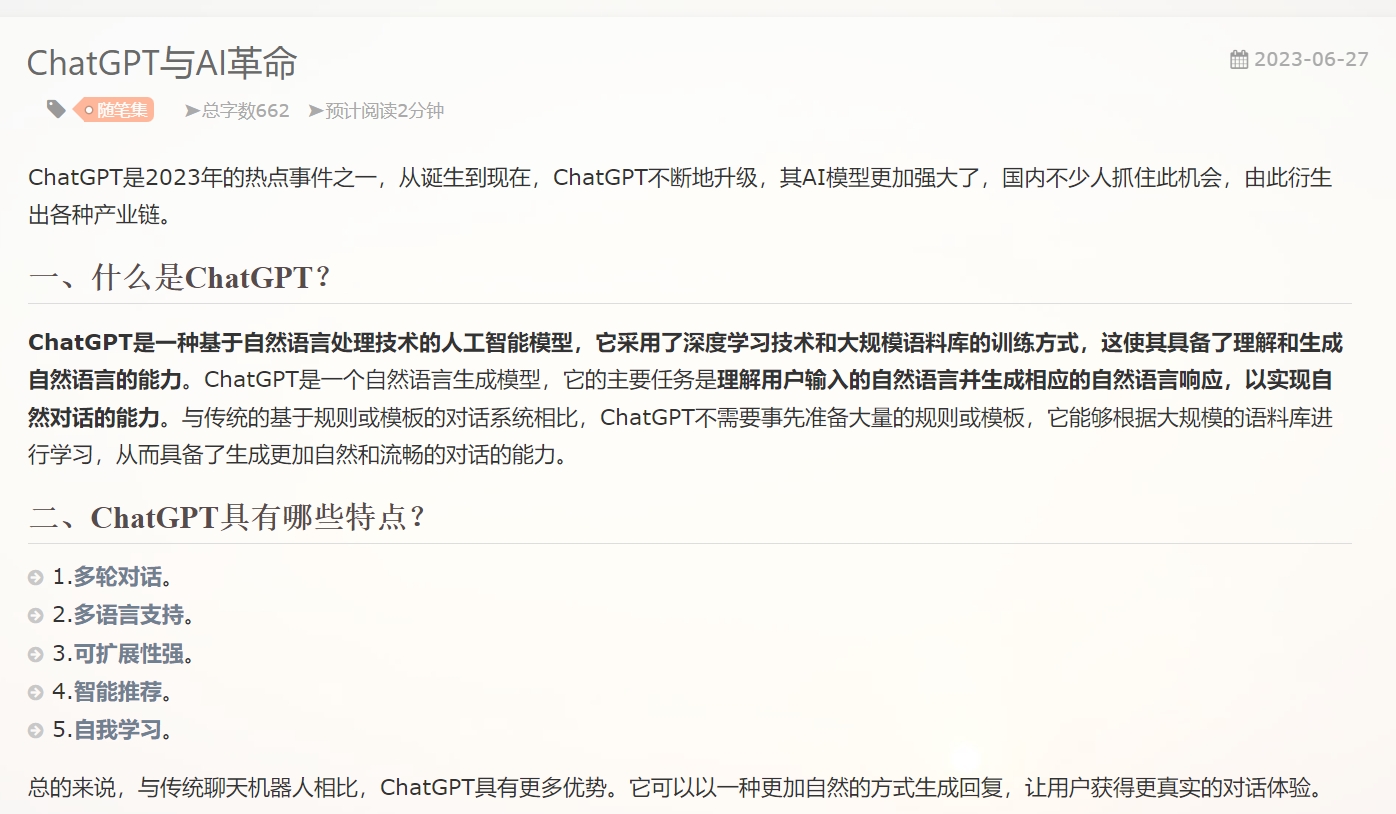 ChatGPT与AI革命
2023-06-27
随笔集 ➤总字数662 ➤预计阅读2分钟
ChatGPT是2023年的热点事件之一，从诞生到现在，ChatGPT不断地升级，其AI模型更加强大了，国内不少人抓住此机会，由此衍生
出各种产业链。
一、什么是ChatGPT？
ChatGPT是一种基于自然语言处理技术的人工智能模型，它采用了深度学习技术和大规模语料库的训练方式，这使其具备了理解和生成
自然语言的能力。ChatGPT是一个自然语言生成模型，它的主要任务是理解用户输入的自然语言并生成相应的自然语言响应，以实现自
然对话的能力。与传统的基于规则或模板的对话系统相比，ChatGPT不需要事先准备大量的规则或模板，它能够根据大规模的语料库进
行学习，从而具备了生成更加自然和流畅的对话的能力。
二、ChatGPT具有哪些特点？
1.多轮对话。
2.多语言支持。
3.可扩展性强。
4.智能推荐。
5.自我学习。
总的来说，与传统聊天机器人相比，ChatGPT具有更多优势。它可以以一种更加自然的方式生成回复，让用户获得更真实的对话体验。